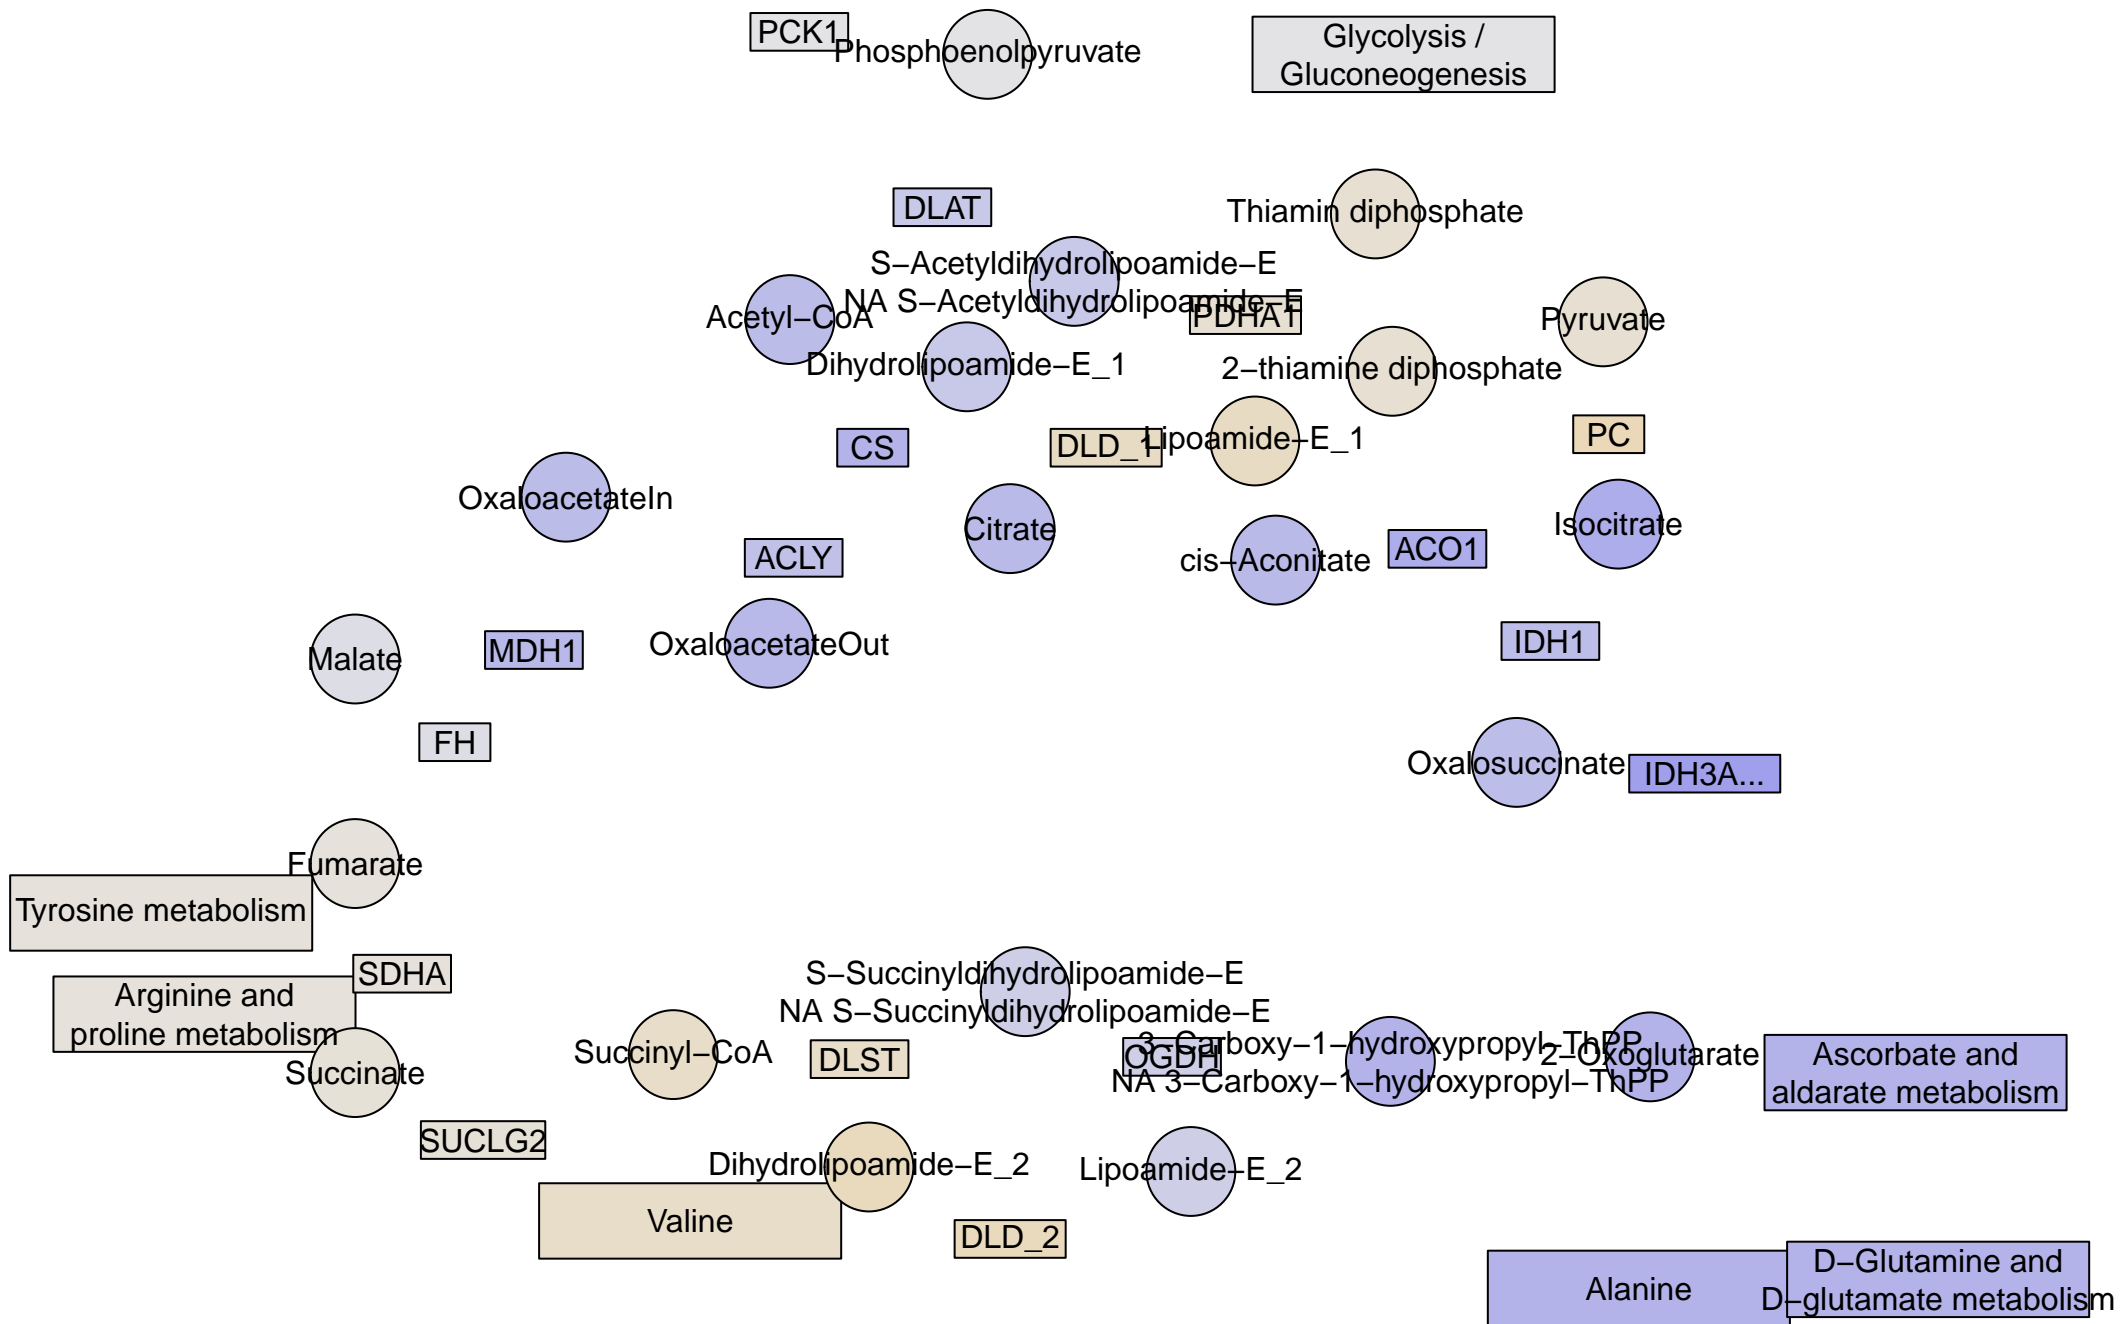 PCK1
Phosphoenolpyruvate
Glycolysis /
Gluconeogenesis
DLAT
Thiamin diphosphate
S−Acetyldihydrolipoamide−E
NA S−Acetyldihydrolipoamide−E
Acetyl−CoA
PDHA1
Pyruvate
Dihydrolipoamide−E_1
2−thiamine diphosphate
CS
DLD_1
Lipoamide−E_1
PC
OxaloacetateIn
Citrate
Isocitrate
ACLY
cis−Aconitate
ACO1
Malate
MDH1
OxaloacetateOut
IDH1
FH
Oxalosuccinate
IDH3A...
Fumarate
Tyrosine metabolism
SDHA
Arginine and
proline metabolism
Succinate
S−Succinyldihydrolipoamide−E
NA S−Succinyldihydrolipoamide−E
Succinyl−CoA
DLST
OGDH
3−Carboxy−1−hydroxypropyl−ThPP
NA 3−Carboxy−1−hydroxypropyl−ThPP
2−Oxoglutarate
Ascorbate and
aldarate metabolism
SUCLG2
Dihydrolipoamide−E_2
Lipoamide−E_2
Valine
DLD_2
Alanine
D−Glutamine and
D−glutamate metabolism